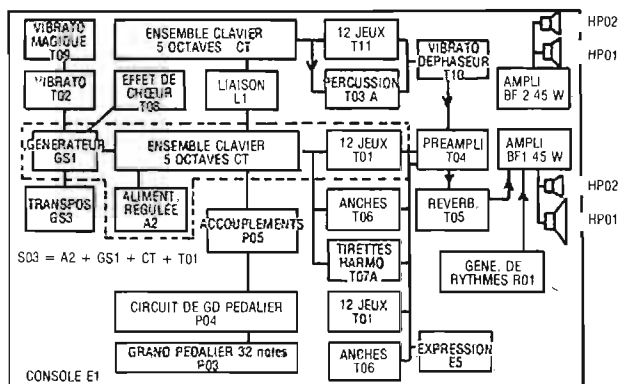 VIBRATO
MAGIQUE
T09
ENSEMBLE CLAVIER
5 OCTAVES CT
12 JEUX
T11
VIBRATO
DEPHASEUR
T10
HP02
HP01
AMPLI
BF 2 45 W
VIBRATO
T02
EFFET DE
CHŒUR
T08
LIAISON
L1
PERCUSSION
T03 A
GENERATEUR
GS1
ENSEMBLE CLAVIER
5 OCTAVES CT
12 JEUX
T01
PREAMPLI
T04
AMPLI
BF1 45 W
HP02
HP01
TRANSPOS
GS3
ALIMENT.
REGULÉE
A2
ACCOUPLEMENTS
P05
ANCHES
T06
REVERB.
T05
S03 = A2 + GS1 + CT + T01
TIRETTES
HARMO
T07A
GENE. DE
RYTHMES R01
CIRCUIT DE GD PEDALIER
P04
12 JEUX
T01
GRAND PEDALIER 32 notes
P03
ANCHES
T06
EXPRESSION
E5
CONSOLE E1